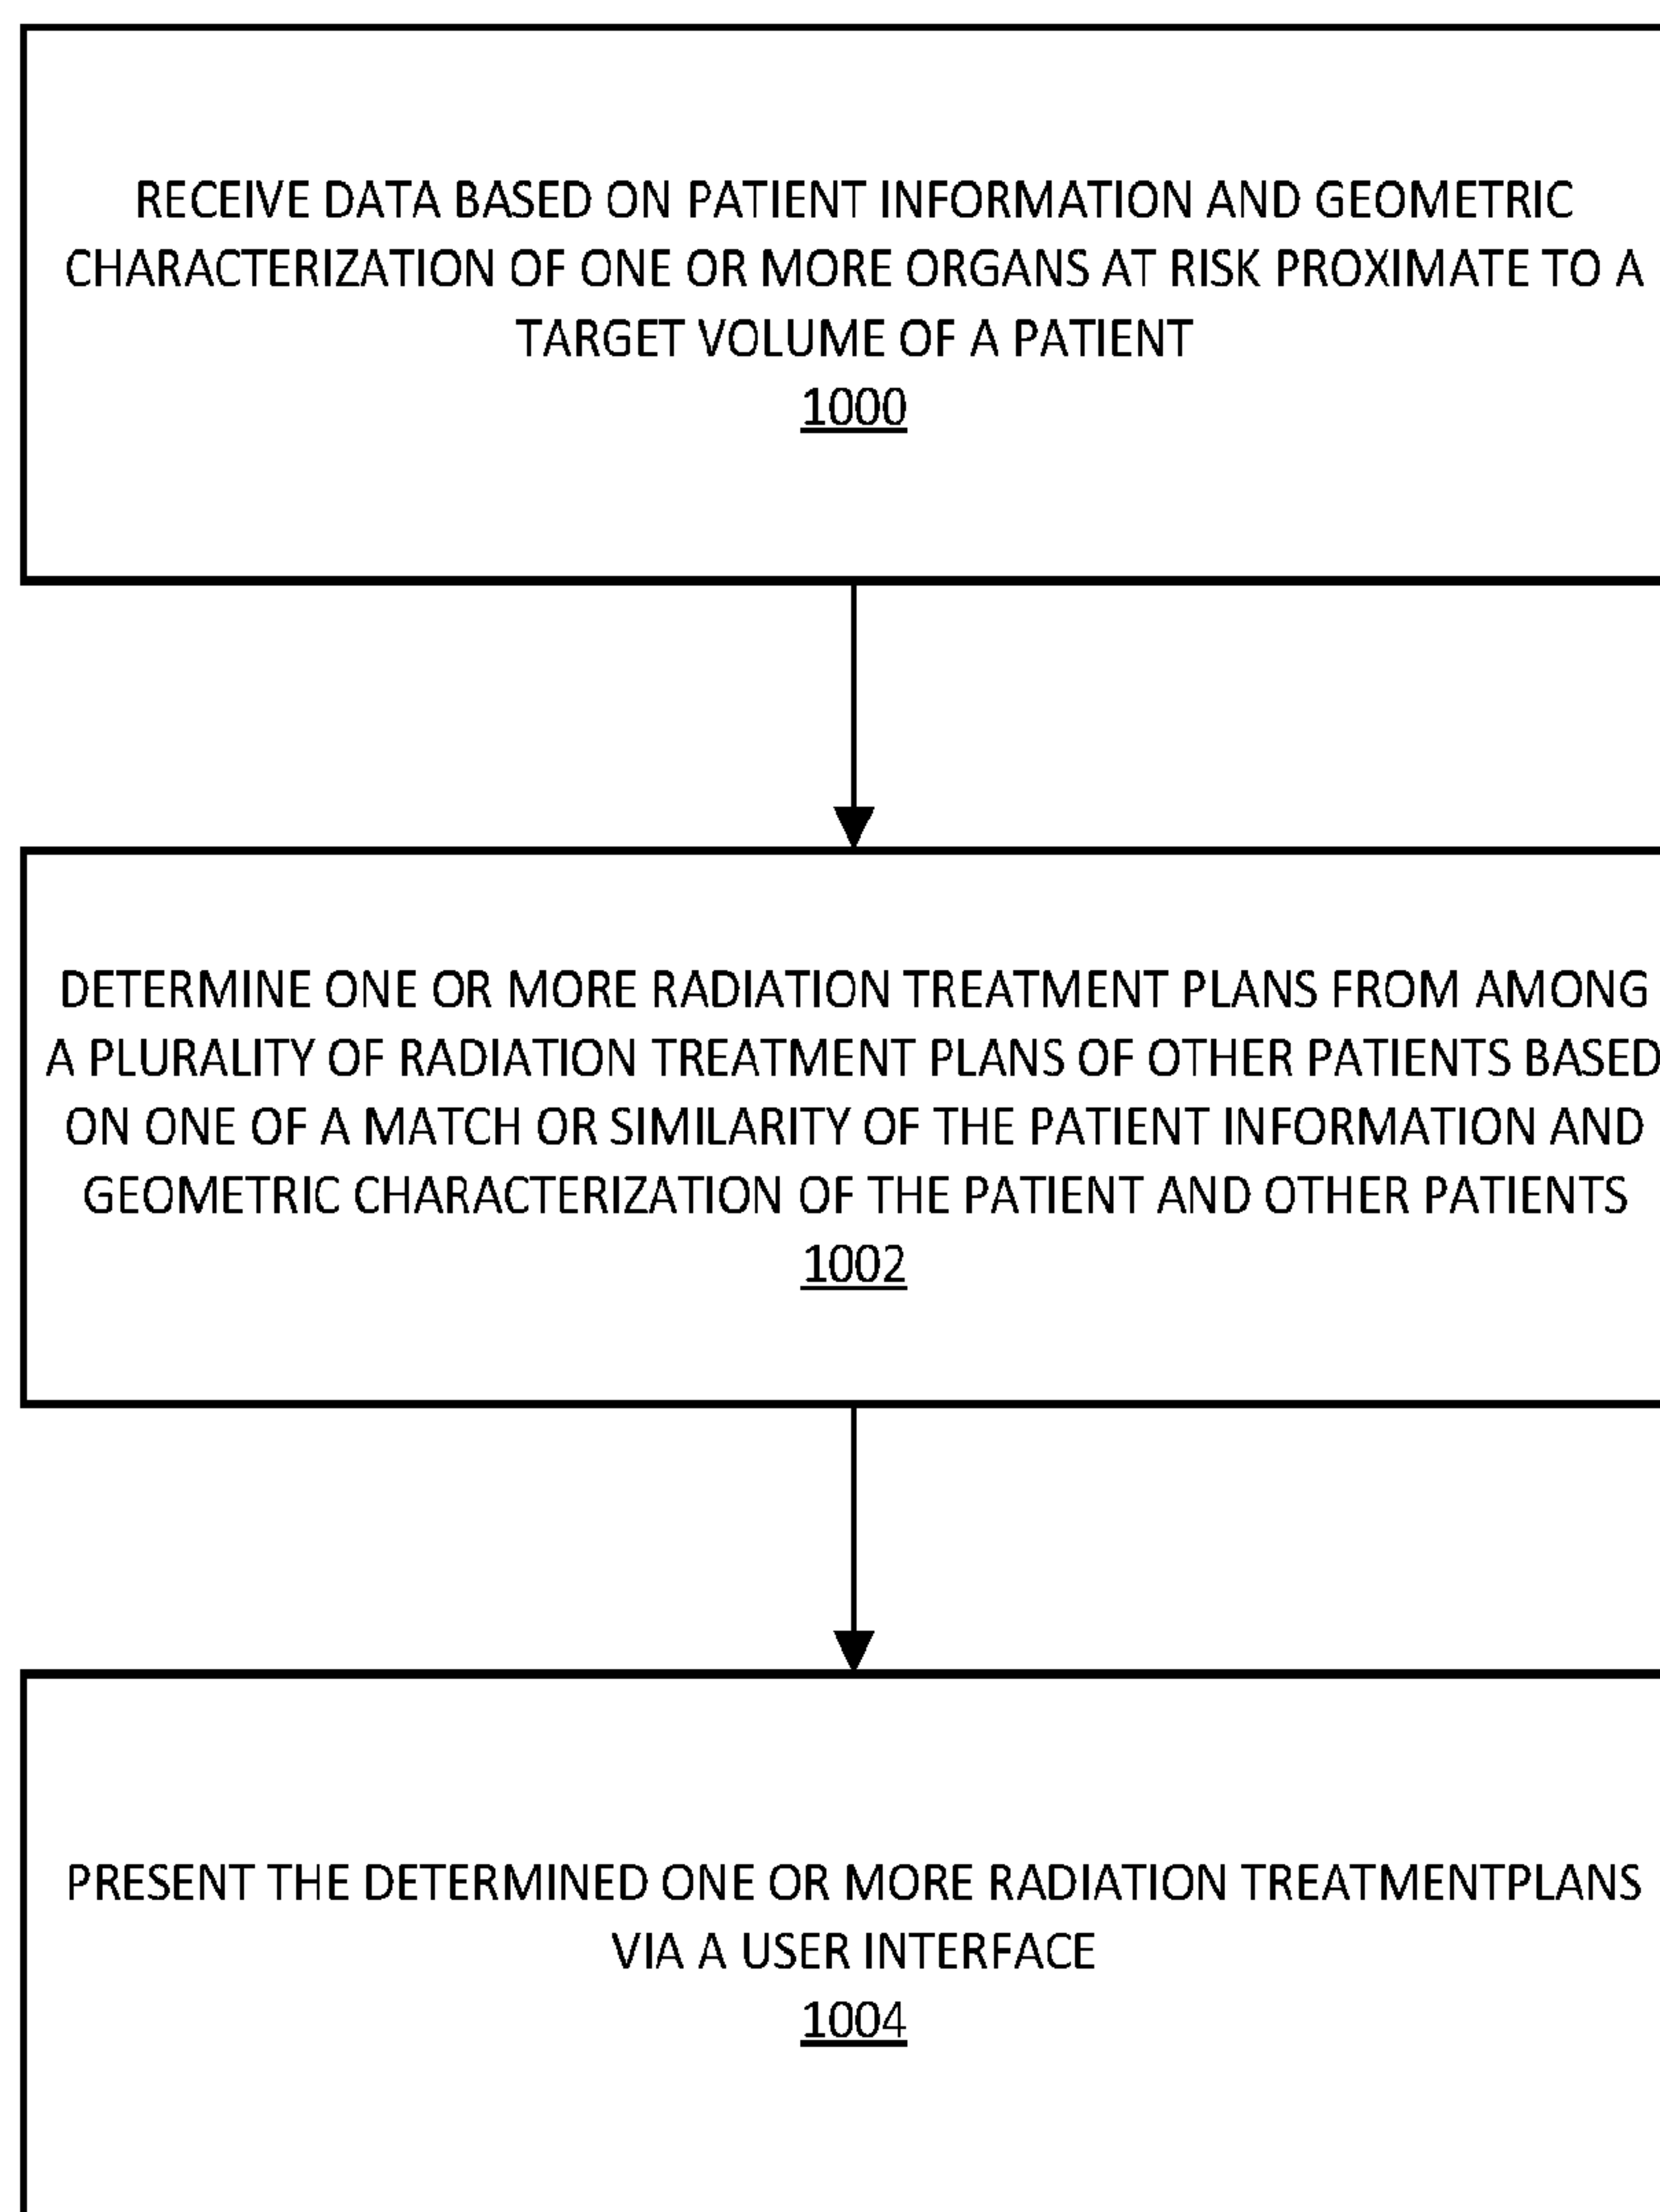 RECEIVE DATA BASED ON PATIENT INFORMATION AND GEOMETRIC
CHARACTERIZATION OF ONE OR MORE ORGANS AT RISK PROXIMATE TO A
TARGET VOLUME OF A PATIENT
1000
DETERMINE ONE OR MORE RADIATION TREATMENT PLANS FROM AMONG
A PLURALITY OF RADIATION TREATMENT PLANS OF OTHER PATIENTS BASED
ON ONE OF A MATCH OR SIMILARITY OF THE PATIENT INFORMATION AND
GEOMETRIC CHARACTERIZATION OF THE PATIENT AND OTHER PATIENTS
1002
PRESENT THE DETERMINED ONE OR MORE RADIATION TREATMENTPLANS
VIA A USER INTERFACE
1004